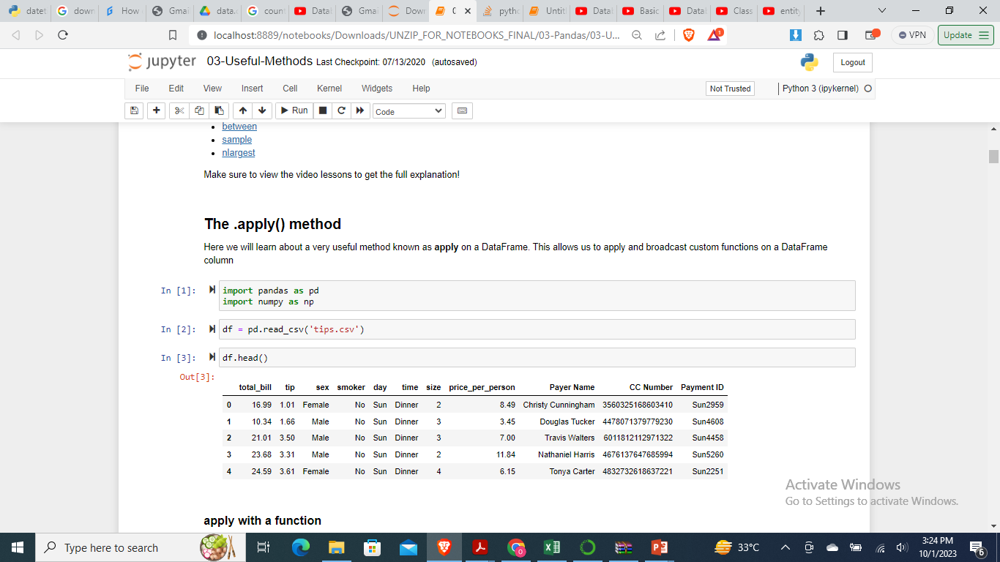 datet
down
How
Gmai
data.
coun
Datal
Gmai
Down
pytho
Untitl
Datal
Basic
Datal
Class
entity
localhost:8889/notebooks/Downloads/UNZIP_FOR_NOTEBOOKS_FINAL/03-Pandas/03-U...
1
VPN
Update
jupyter 03-Useful-Methods Last Checkpoint: 07/13/2020 (autosaved)
Logout
File Edit View Insert Cell Kernel Widgets Help
Not Trusted
Python 3 (ipykernel)
Run
Code
between
sample
nlargest
Make sure to view the video lessons to get the full explanation!
The .apply() method
Here we will learn about a very useful method known as apply on a DataFrame. This allows us to apply and broadcast custom functions on a DataFrame
column
In [1]: import pandas as pd
import numpy as np
In [2]: df = pd.read_csv('tips.csv')
In [3]: df.head()
Out[3]:
total_bill tip sex smoker day time size price_per_person Payer Name CC Number Payment ID
0 16.99 1.01 Female No Sun Dinner 2 8.49 Christy Cunningham 3560325168603410 Sun2959
1 10.34 1.66 Male No Sun Dinner 3 3.45 Douglas Tucker 4478071379779230 Sun4608
2 21.01 3.50 Male No Sun Dinner 3 7.00 Travis Walters 6011812112971322 Sun4458
3 23.68 3.31 Male No Sun Dinner 2 11.84 Nathaniel Harris 4676137647685994 Sun5260
4 24.59 3.61 Female No Sun Dinner 4 6.15 Tonya Carter 4832732618637221 Sun2251
Activate Windows
Go to Settings to activate Windows.
apply with a function
Type here to search
33°C
3:24 PM
10/1/2023
6